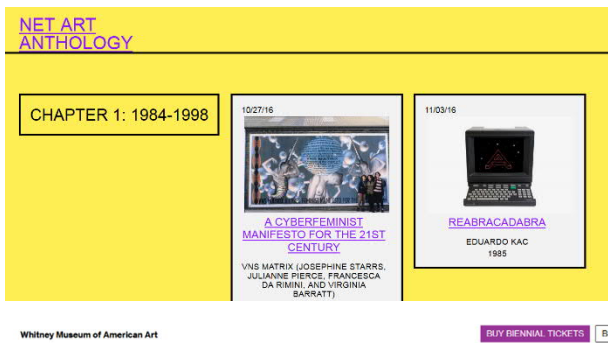 NET ART
ANTHOLOGY
CHAPTER 1: 1984-1998
10/27/16
A CYBERFEMINIST
MANIFESTO FOR THE 21ST
CENTURY
VNS MATRIX (JOSEPHINE STARRS,
JULIANNE PIERCE, FRANCESCA
DA RIMINI, AND VIRGINIA
BARRATT)
11/03/16
REABRACADABRA
EDUARDO KAC
1985
Whitney Museum of American Art
BUY BIENNIAL TICKETS
B